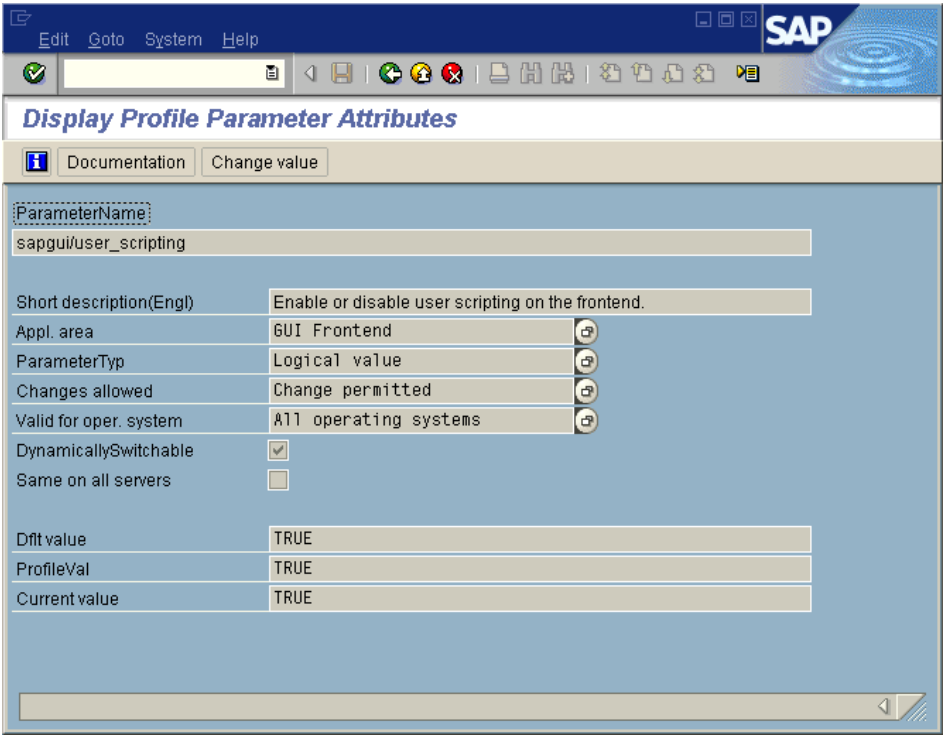 Edit Goto System Help
SAP
Display Profile Parameter Attributes
Documentation Change value
ParameterName
sapgui/user_scripting
Short description(Engl) Enable or disable user scripting on the frontend.
Appl. area GUI Frontend
ParameterTyp Logical value
Changes allowed Change permitted
Valid for oper. system All operating systems
DynamicallySwitchable
Same on all servers
Dflt value TRUE
ProfileVal TRUE
Current value TRUE